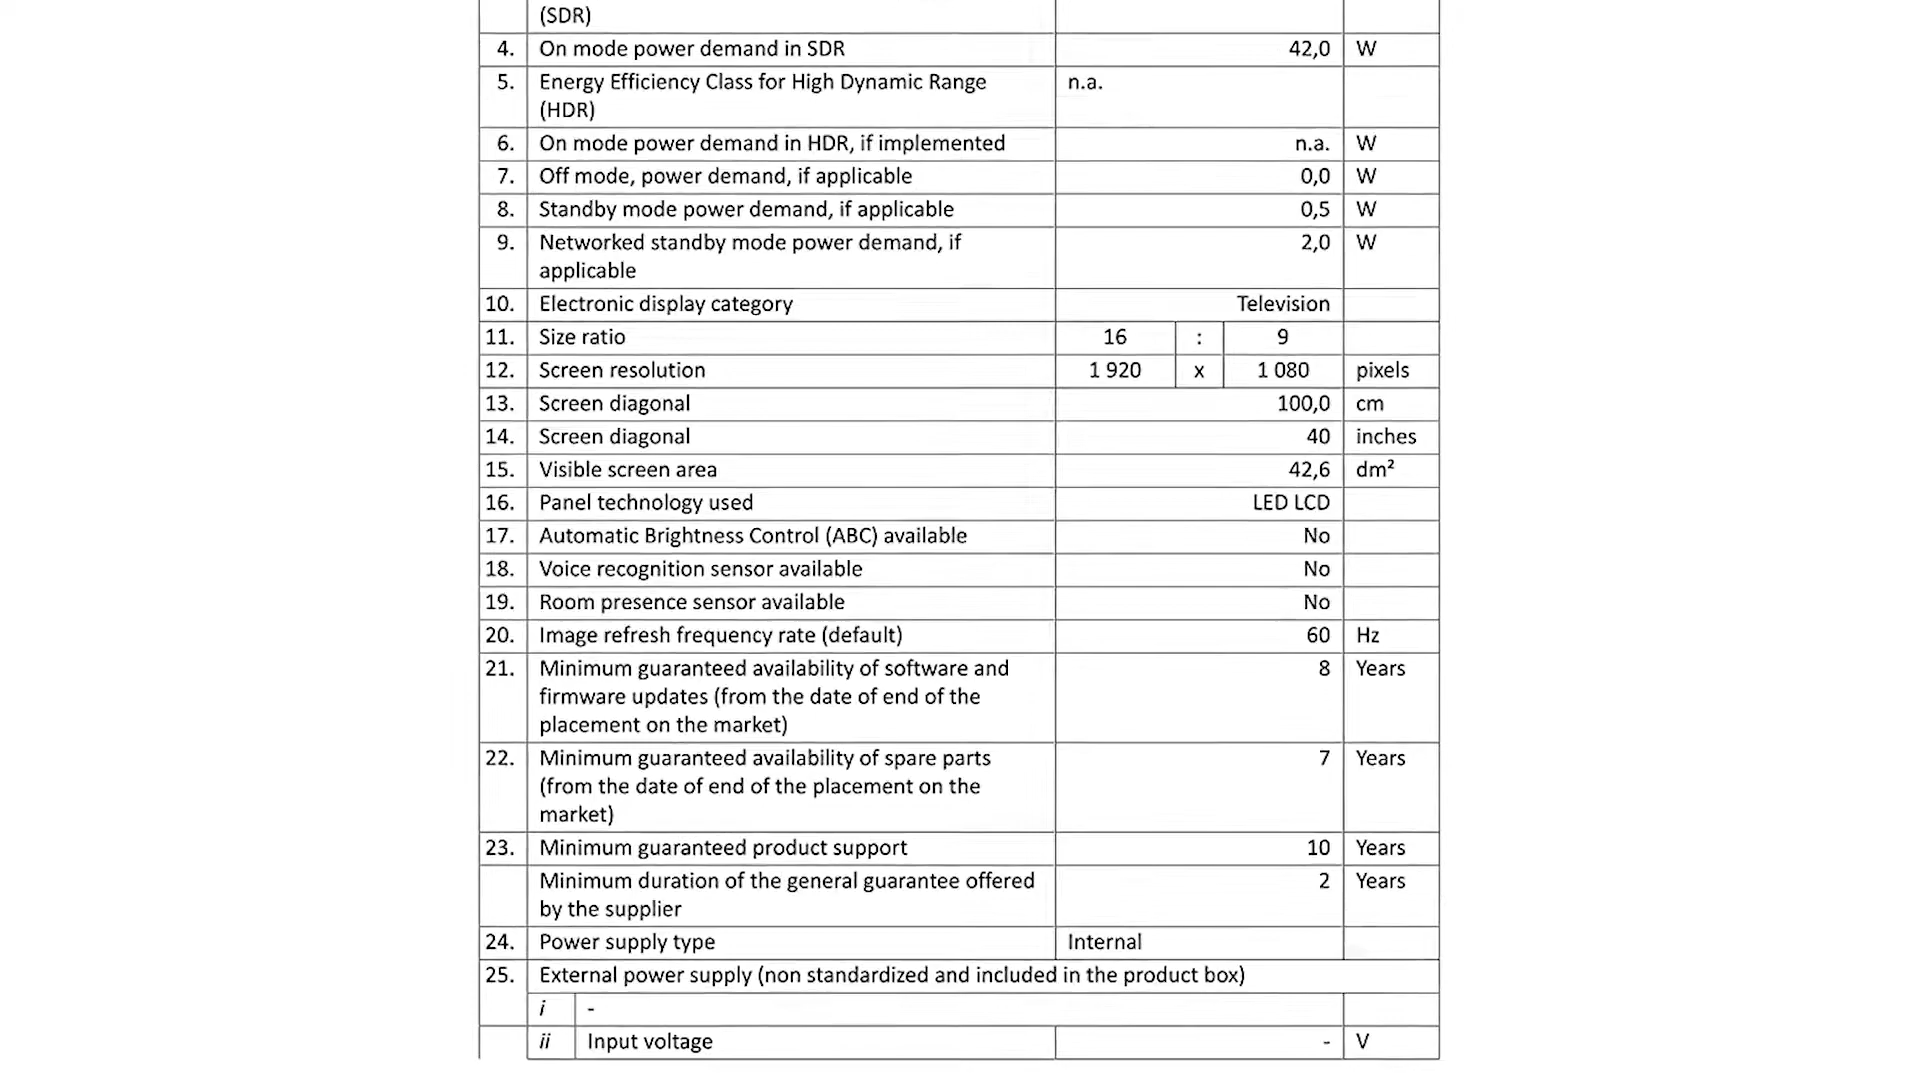 (SDR)
4. On mode power demand in SDR 42,0 W
5. Energy Efficiency Class for High Dynamic Range n.a.
(HDR)
6. On mode power demand in HDR, if implemented n.a. W
7. Off mode, power demand, if applicable 0,0 W
8. Standby mode power demand, if applicable 0,5 W
9. Networked standby mode power demand, if 2,0 W
applicable
10. Electronic display category Television
11. Size ratio 16 : 9
12. Screen resolution 1 920 x 1 080 pixels
13. Screen diagonal 100,0 cm
14. Screen diagonal 40 inches
15. Visible screen area 42,6 dm²
16. Panel technology used LED LCD
17. Automatic Brightness Control (ABC) available No
18. Voice recognition sensor available No
19. Room presence sensor available No
20. Image refresh frequency rate (default) 60 Hz
21. Minimum guaranteed availability of software and 8 Years
firmware updates (from the date of end of the
placement on the market)
22. Minimum guaranteed availability of spare parts 7 Years
(from the date of end of the placement on the
market)
23. Minimum guaranteed product support 10 Years
Minimum duration of the general guarantee offered 2 Years
by the supplier
24. Power supply type Internal
25. External power supply (non standardized and included in the product box)
i -
ii Input voltage - V